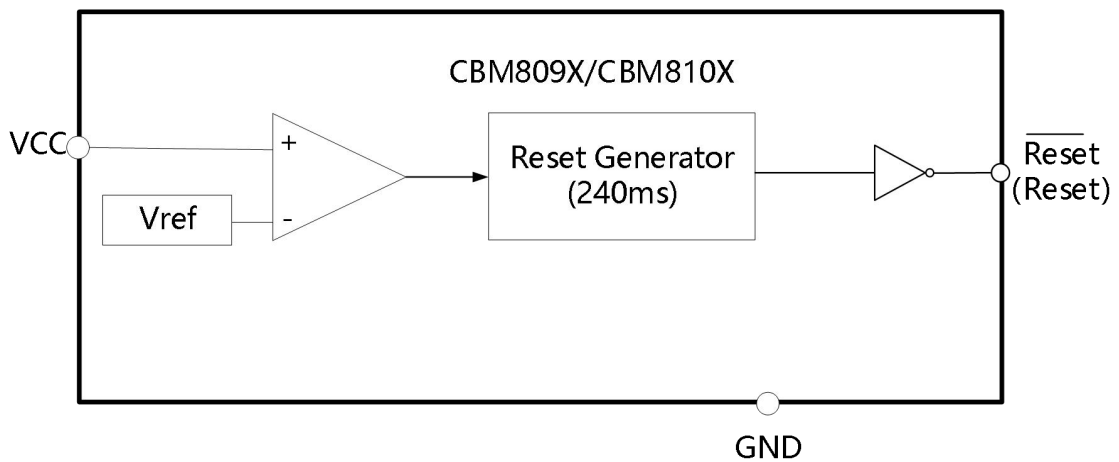 CBM809X/CBM810X
VCC
+
Reset Generator
(240ms)
Reset
(Reset)
Vref
-
GND